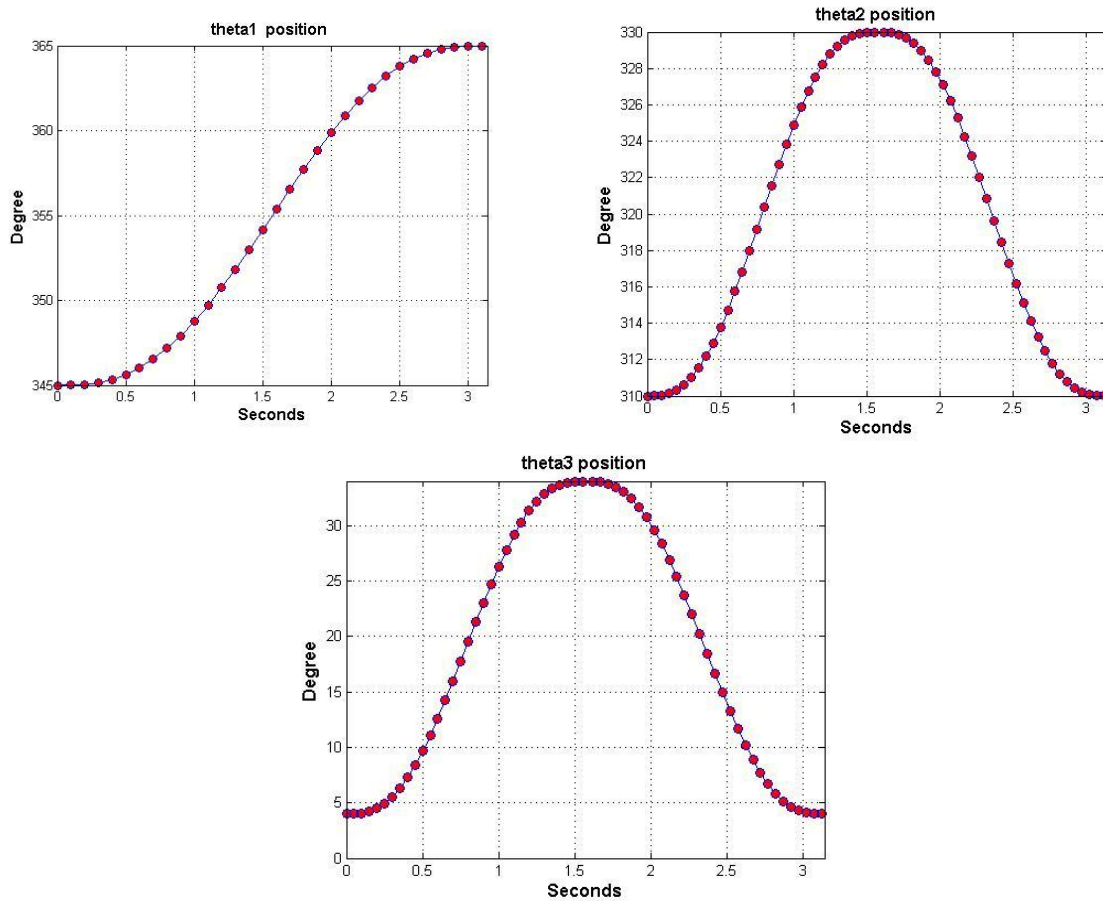 theta1 position
365
360
355
350
345
0 0.5 1 1.5 2 2.5 3
Degree
Seconds
theta2 position
330
328
326
324
322
320
318
316
314
312
310
0.5 1 1.5 2 2.5 3
Degree
Seconds
theta3 position
30
25
20
15
10
5
0
0 0.5 1 1.5 2 2.5 3
Degree
Seconds